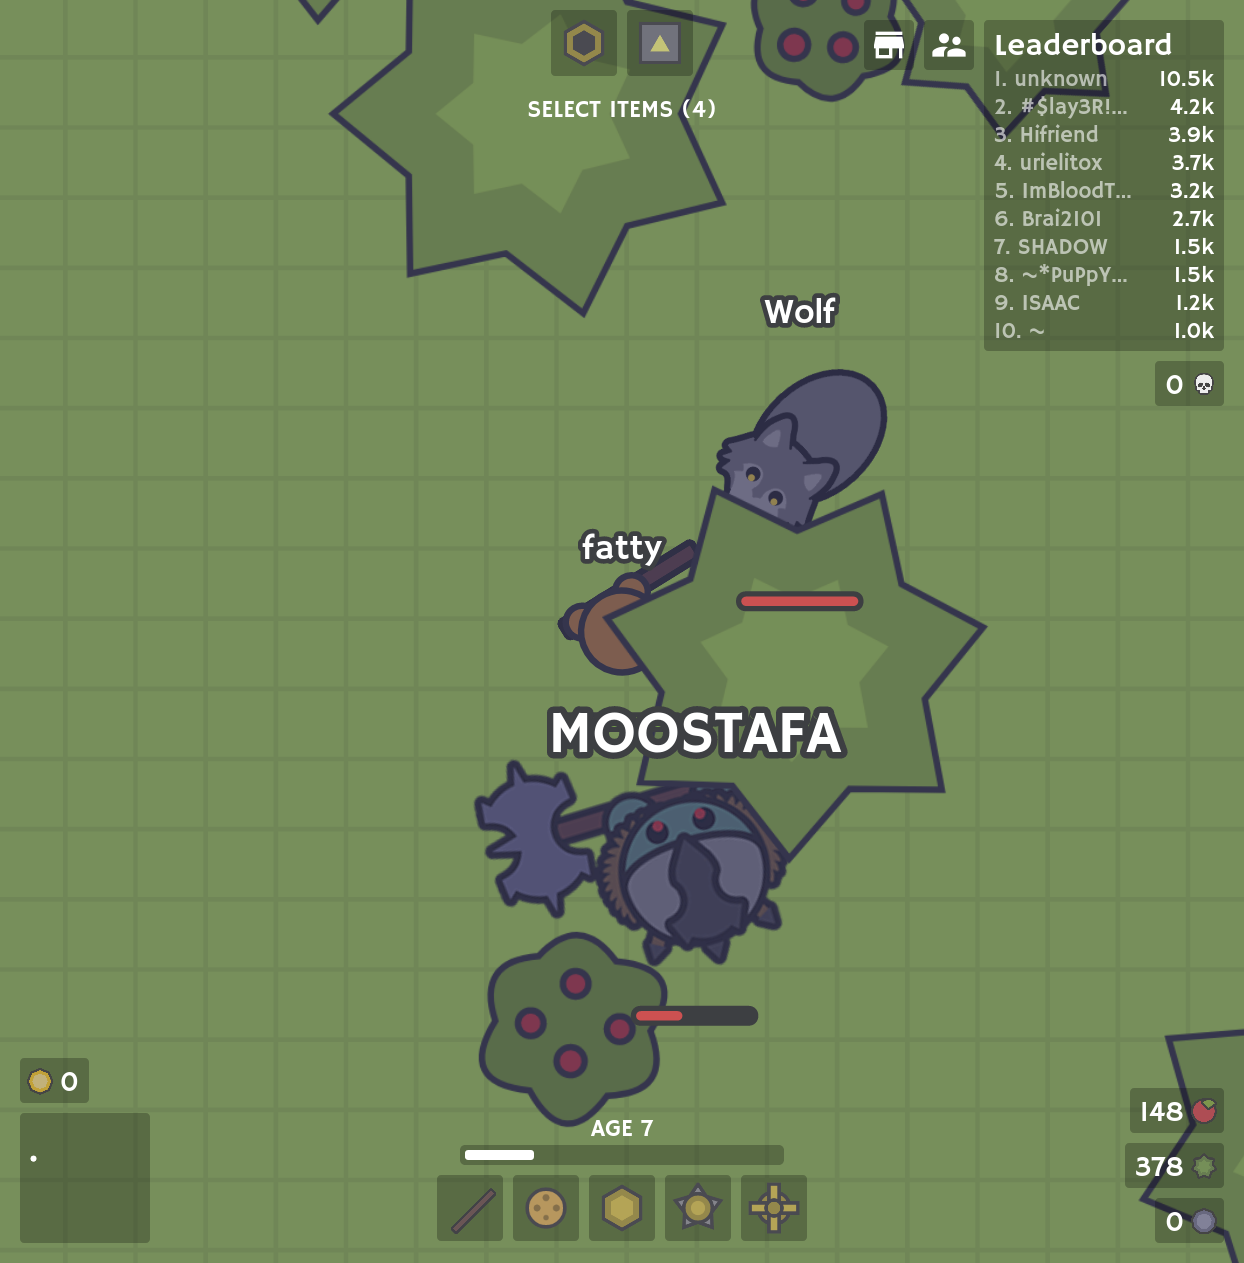 SELECT ITEMS (4)
Leaderboard
1. unknown 10.5k
2. #$lay3R!... 4.2k
3. Hifriend 3.9k
4. urielitox 3.7k
5. ImBloodT... 3.2k
6. Brai2101 2.7k
7. SHADOW 1.5k
8. ~*PuPpY... 1.5k
9. ISAAC 1.2k
10. ~ 1.0k
0
Wolf
fatty
MOOSTAFA
0
148
378
0
AGE 7